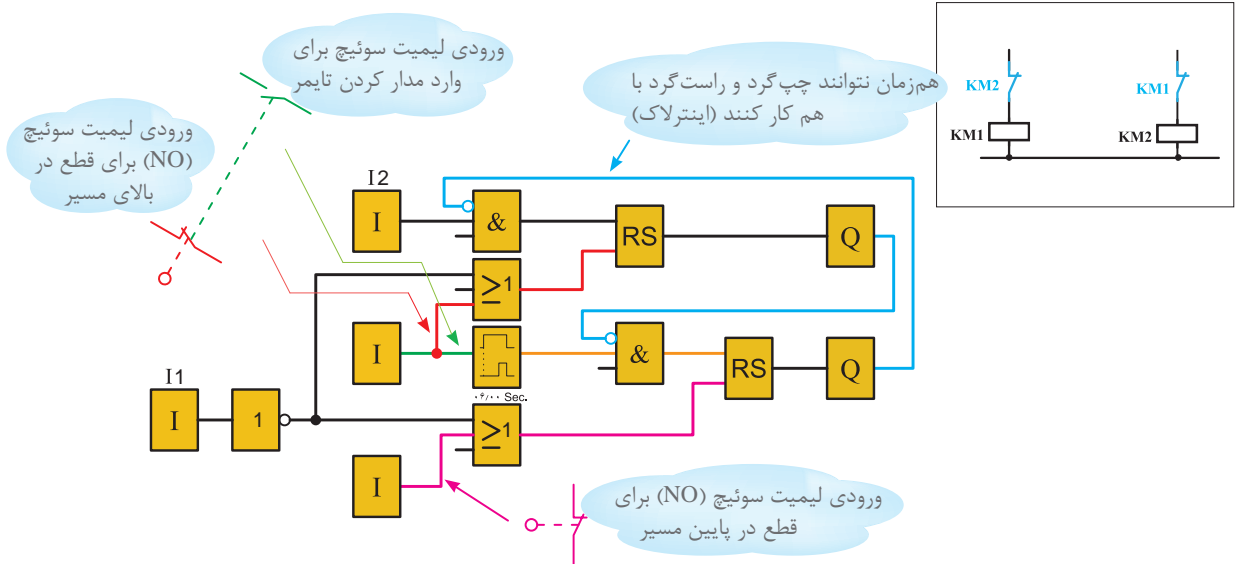 ورودی لیمیت سوئیچ برای
وارد مدار کردن تایمر
هم‌زمان نتوانند چپ‌گرد و راست‌گرد با
هم کار کنند (اینترلاک)
ورودی لیمیت سوئیچ
(NO) برای قطع در
بالای مسیر
KM2
KM1
KM1
KM2
I2
I
&
RS
Q
≥1
I
&
RS
Q
I1
I
1
۰۴/۰۰ Sec.
≥1
I
ورودی لیمیت سوئیچ (NO) برای
قطع در پایین مسیر